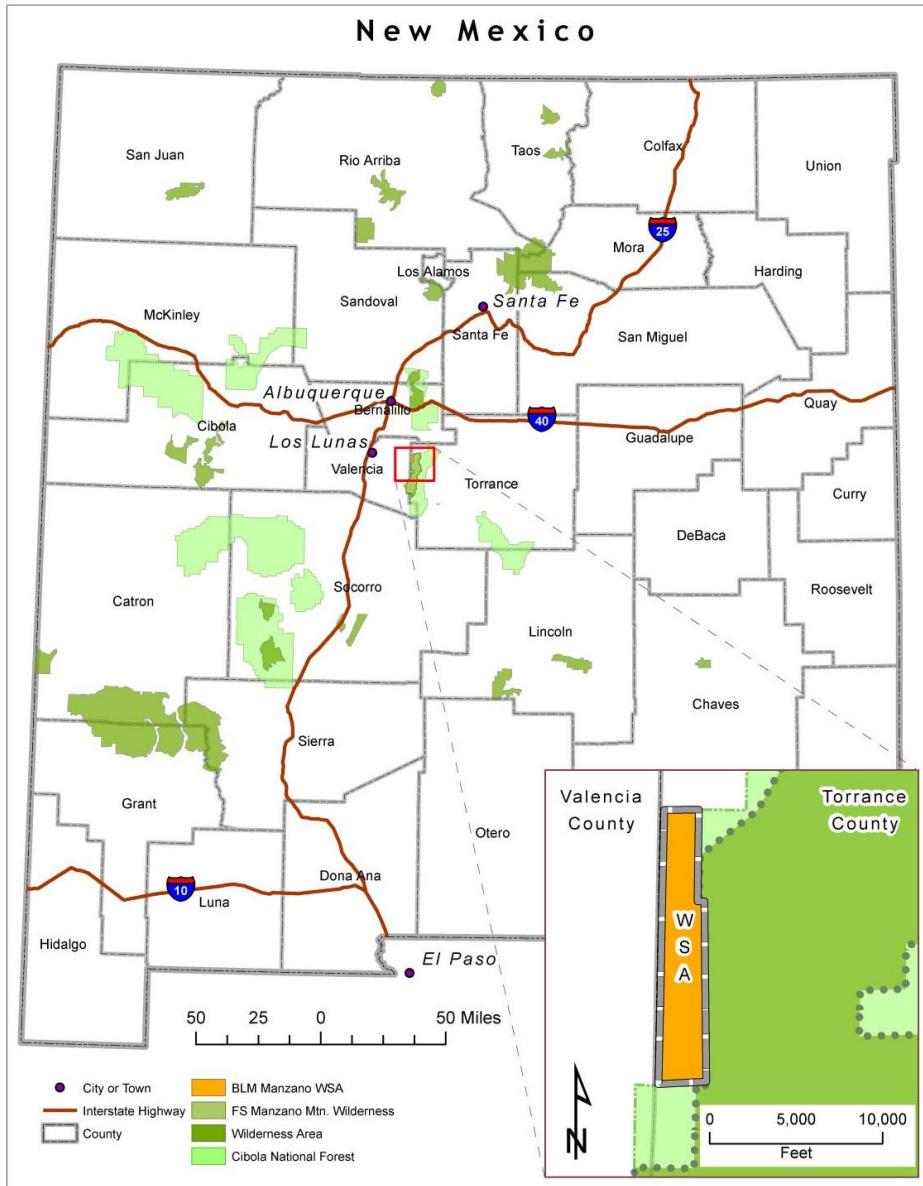 New Mexico
San Juan
Rio Arriba
Taos
Colfax
Union
25
Mora
Harding
Los Alamos
Sandoval
Santa Fe
McKinley
Santa Fe
San Miguel
Albuquerque
Bernalillo
Quay
40
Cibola
Guadalupe
Los Lunas
Valencia
Torrance
Curry
DeBaca
Roosevelt
Socorro
Catron
Lincoln
Chaves
Sierra
Grant
Otero
Dona Ana
10
Luna
Hidalgo
El Paso
50 25 0 50 Miles
City or Town
Interstate Highway
County
BLM Manzano WSA
FS Manzano Mtn. Wilderness
Wilderness Area
Cibola National Forest
Valencia
County
Torrance
County
W
S
A
N
0 5,000 10,000
Feet